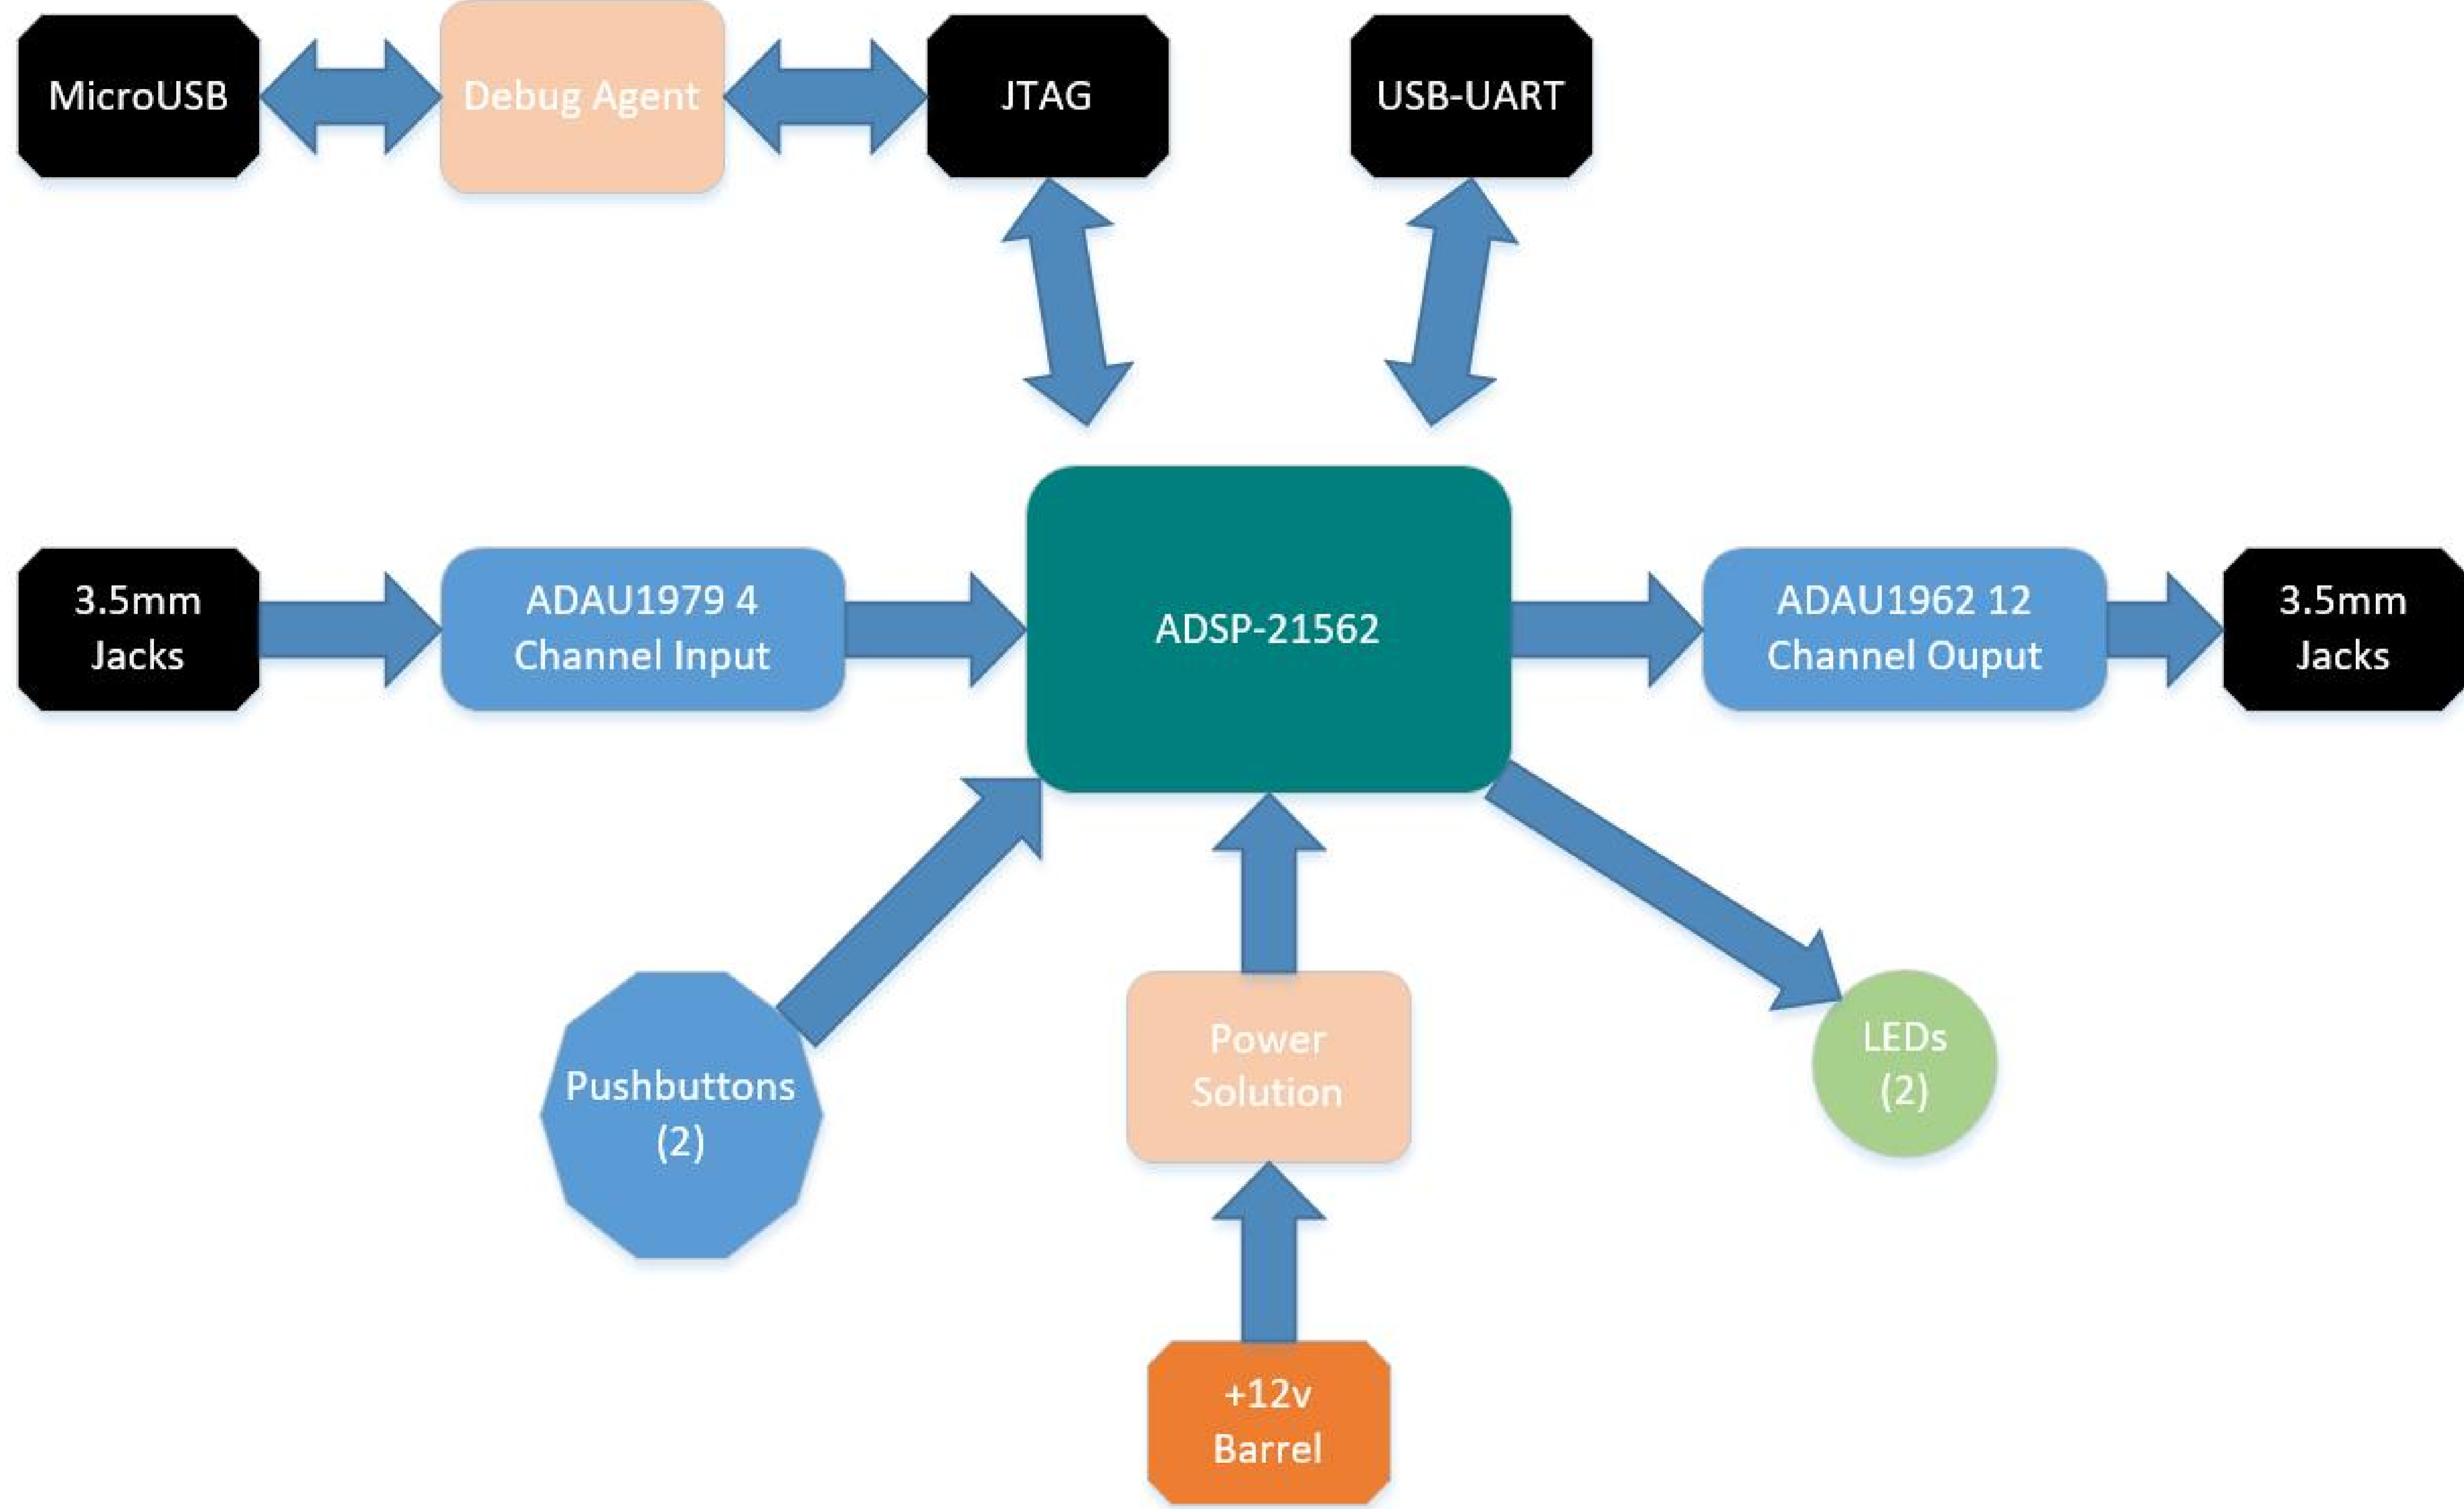 MicroUSB
Debug Agent
JTAG
USB-UART
3.5mm
Jacks
ADAU1979 4
Channel Input
ADSP-21562
ADAU1962 12
Channel Ouput
3.5mm
Jacks
Pushbuttons
(2)
Power
Solution
LEDs
(2)
+12v
Barrel